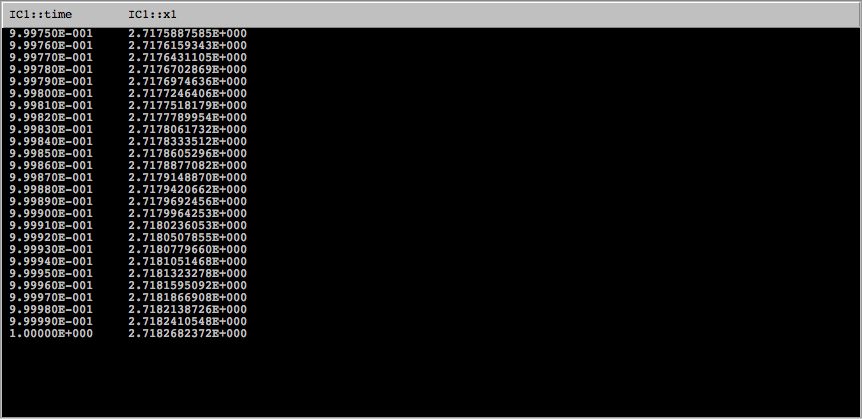 IC1::time IC1::x1
9.99750E-001 2.7175887585E+000
9.99760E-001 2.7176159343E+000
9.99770E-001 2.7176431105E+000
9.99780E-001 2.7176702869E+000
9.99790E-001 2.7176974636E+000
9.99800E-001 2.7177246406E+000
9.99810E-001 2.7177518179E+000
9.99820E-001 2.7177789954E+000
9.99830E-001 2.7178061732E+000
9.99840E-001 2.7178333512E+000
9.99850E-001 2.7178605296E+000
9.99860E-001 2.7178877082E+000
9.99870E-001 2.7179148870E+000
9.99880E-001 2.7179420662E+000
9.99890E-001 2.7179692456E+000
9.99900E-001 2.7179964253E+000
9.99910E-001 2.7180236053E+000
9.99920E-001 2.7180507855E+000
9.99930E-001 2.7180779660E+000
9.99940E-001 2.7181051468E+000
9.99950E-001 2.7181323278E+000
9.99960E-001 2.7181595092E+000
9.99970E-001 2.7181866908E+000
9.99980E-001 2.7182138726E+000
9.99990E-001 2.7182410548E+000
1.00000E+000 2.7182682372E+000